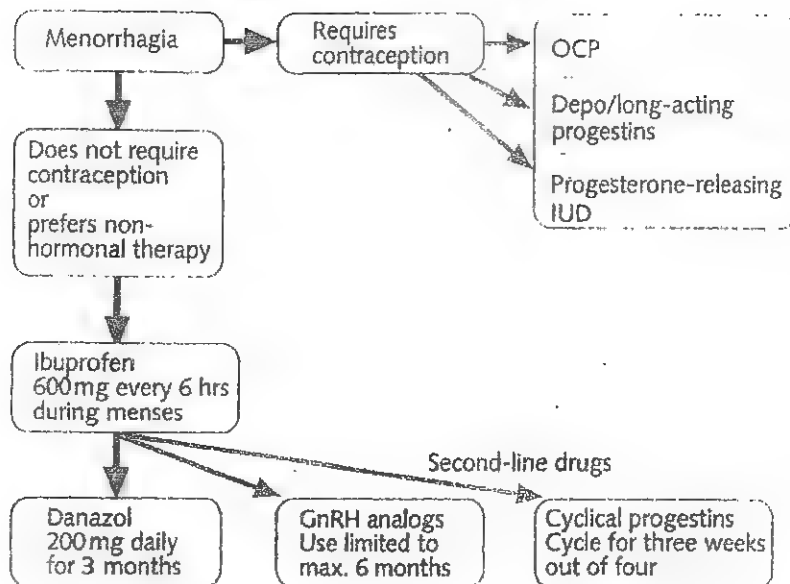 Menorrhagia
Requires
contraception
OCP
Depo/long-acting
progestins
Progesterone-releasing
IUD
Does not require
contraception
or
prefers non-
hormonal therapy
Ibuprofen
600mg every 6 hrs
during menses
Second-line drugs
Danazol
200mg daily
for 3 months
GnRH analogs
Use limited to
max. 6 months
Cyclical progestins
Cycle for three weeks
out of four